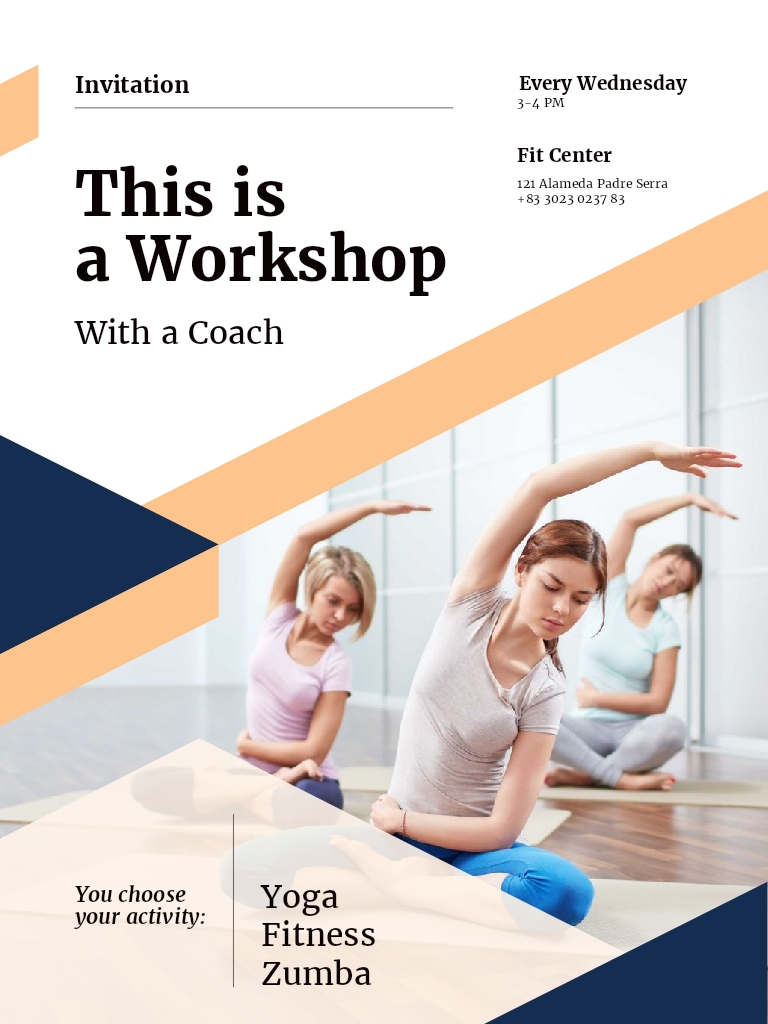 Invitation
This is
a Workshop
With a Coach
Every Wednesday
3-4 PM
Fit Center
121 Alameda Padre Serra
+83 3023 0237 83
You choose
your activity:
Yoga
Fitness
Zumba